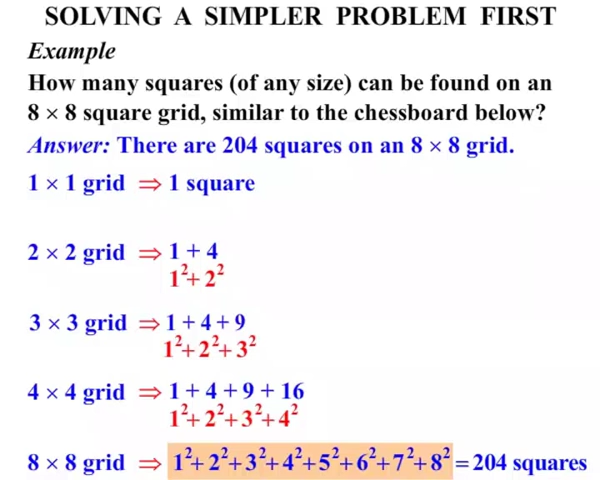 SOLVING A SIMPLER PROBLEM FIRST
Example
How many squares (of any size) can be found on an
8 × 8 square grid, similar to the chessboard below?
Answer: There are 204 squares on an 8 × 8 grid.
1 × 1 grid ⇒ 1 square
2 × 2 grid ⇒ 1 + 4
1² + 2²
3 × 3 grid ⇒ 1 + 4 + 9
1² + 2² + 3²
4 × 4 grid ⇒ 1 + 4 + 9 + 16
1² + 2² + 3² + 4²
8 × 8 grid ⇒ 1² + 2² + 3² + 4² + 5² + 6² + 7² + 8² = 204 squares